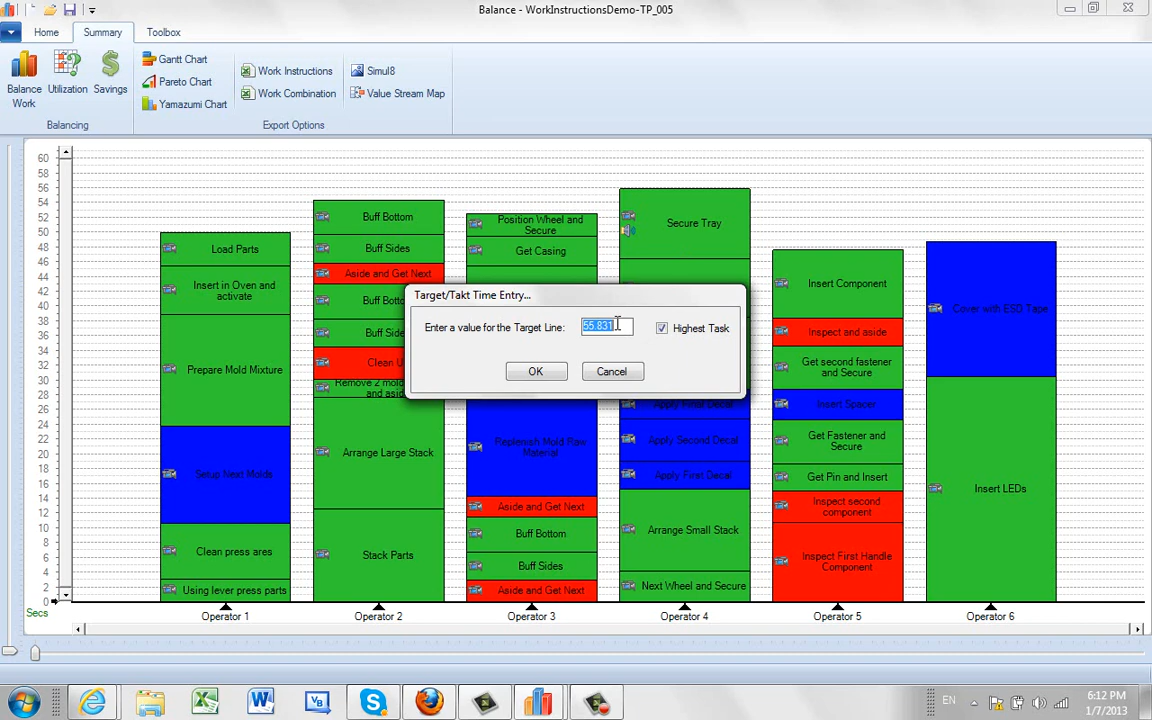 Balance - WorkInstructionsDemo-TP_005
Home
Summary
Toolbox
Balance
Work
Utilization
Savings
Gantt Chart
Pareto Chart
Yamazumi Chart
Work Instructions
Work Combination
Simul8
Value Stream Map
Balancing
Export Options
60
58
56
54
52
50
48
46
44
42
40
38
36
34
32
30
28
26
24
22
20
18
16
14
12
10
8
6
4
2
0
Secs
Load Parts
Insert in Oven and
activate
Prepare Mold Mixture
Setup Next Molds
Clean press ares
Using lever press parts
Operator 1
Buff Bottom
Buff Sides
Aside and Get Next
Arrange Large Stack
Stack Parts
Operator 2
Position Wheel and
Secure
Get Casing
Replenish Mold Raw
Material
Aside and Get Next
Buff Bottom
Buff Sides
Aside and Get Next
Operator 3
Secure Tray
Apply Final Decal
Apply Second Decal
Apply First Decal
Arrange Small Stack
Next Wheel and Secure
Operator 4
Insert Component
Inspect and aside
Get second fastener
and Secure
Insert Spacer
Get Fastener and
Secure
Get Pin and Insert
Inspect second
component
Inspect First Handle
Component
Operator 5
Cover with ESD Tape
Insert LEDs
Operator 6
Target/Takt Time Entry...
Enter a value for the Target Line:
55.831
Highest Task
OK
Cancel
EN
6:12 PM
1/7/2013